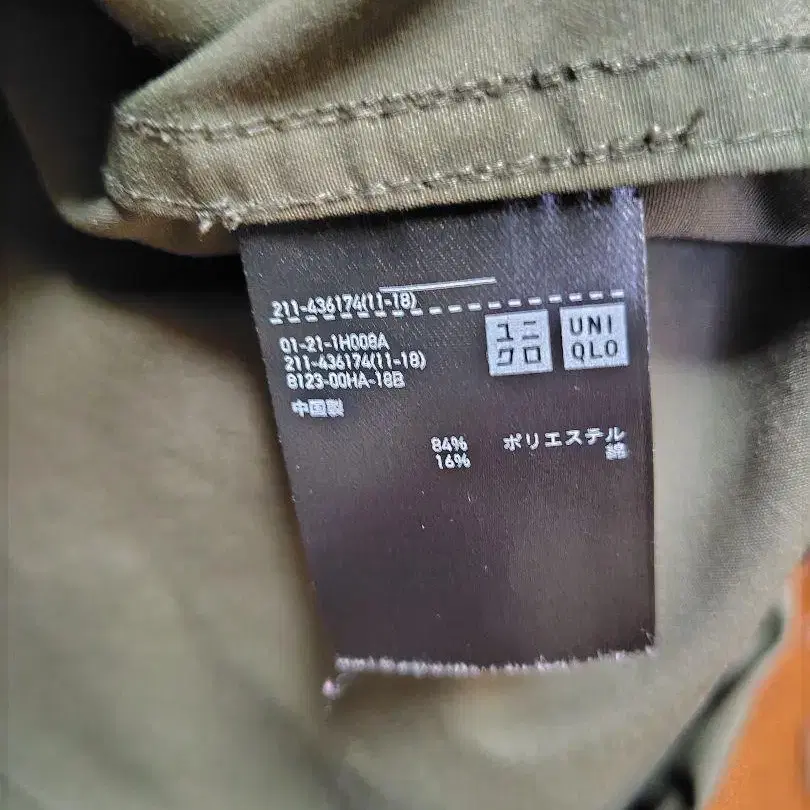 211-436174(11-18)
ユニ
クロ
UNI
QLO
01-21-1H008A
211-436174(11-18)
8123-00HA-18B
中国製
84% ポリエステル
16% 綿